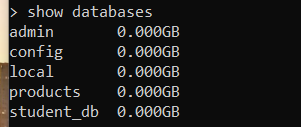 > show databases
admin       0.000GB
config      0.000GB
local       0.000GB
products    0.000GB
student_db  0.000GB